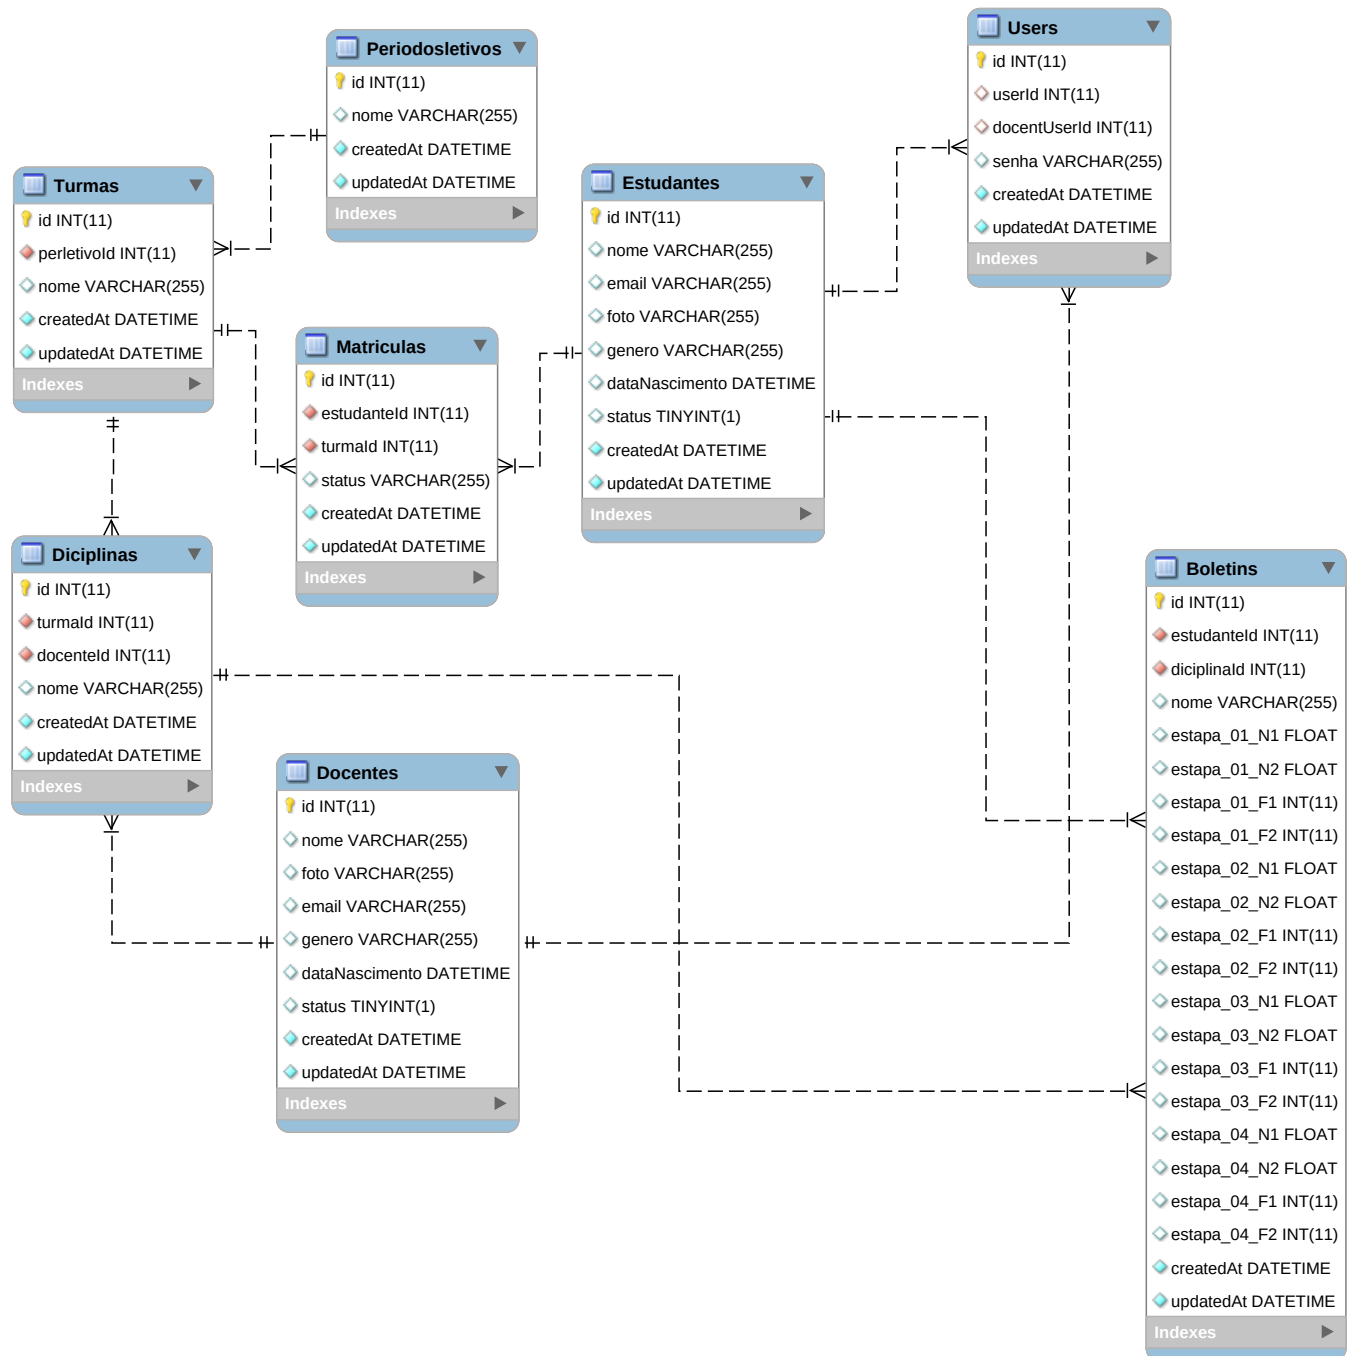 Periodosletivos
id INT(11)
nome VARCHAR(255)
createdAt DATETIME
updatedAt DATETIME
Indexes
Users
id INT(11)
userId INT(11)
docentUserId INT(11)
senha VARCHAR(255)
createdAt DATETIME
updatedAt DATETIME
Indexes
Turmas
id INT(11)
perletivoId INT(11)
nome VARCHAR(255)
createdAt DATETIME
updatedAt DATETIME
Indexes
Estudantes
id INT(11)
nome VARCHAR(255)
email VARCHAR(255)
foto VARCHAR(255)
genero VARCHAR(255)
dataNascimento DATETIME
status TINYINT(1)
createdAt DATETIME
updatedAt DATETIME
Indexes
Matriculas
id INT(11)
estudanteId INT(11)
turmaId INT(11)
status VARCHAR(255)
createdAt DATETIME
updatedAt DATETIME
Indexes
Diciplinas
id INT(11)
turmaId INT(11)
docenteId INT(11)
nome VARCHAR(255)
createdAt DATETIME
updatedAt DATETIME
Indexes
Docentes
id INT(11)
nome VARCHAR(255)
foto VARCHAR(255)
email VARCHAR(255)
genero VARCHAR(255)
dataNascimento DATETIME
status TINYINT(1)
createdAt DATETIME
updatedAt DATETIME
Indexes
Boletins
id INT(11)
estudanteId INT(11)
diciplinaId INT(11)
nome VARCHAR(255)
estapa_01_N1 FLOAT
estapa_01_N2 FLOAT
estapa_01_F1 INT(11)
estapa_01_F2 INT(11)
estapa_02_N1 FLOAT
estapa_02_N2 FLOAT
estapa_02_F1 INT(11)
estapa_02_F2 INT(11)
estapa_03_N1 FLOAT
estapa_03_N2 FLOAT
estapa_03_F1 INT(11)
estapa_03_F2 INT(11)
estapa_04_N1 FLOAT
estapa_04_N2 FLOAT
estapa_04_F1 INT(11)
estapa_04_F2 INT(11)
createdAt DATETIME
updatedAt DATETIME
Indexes